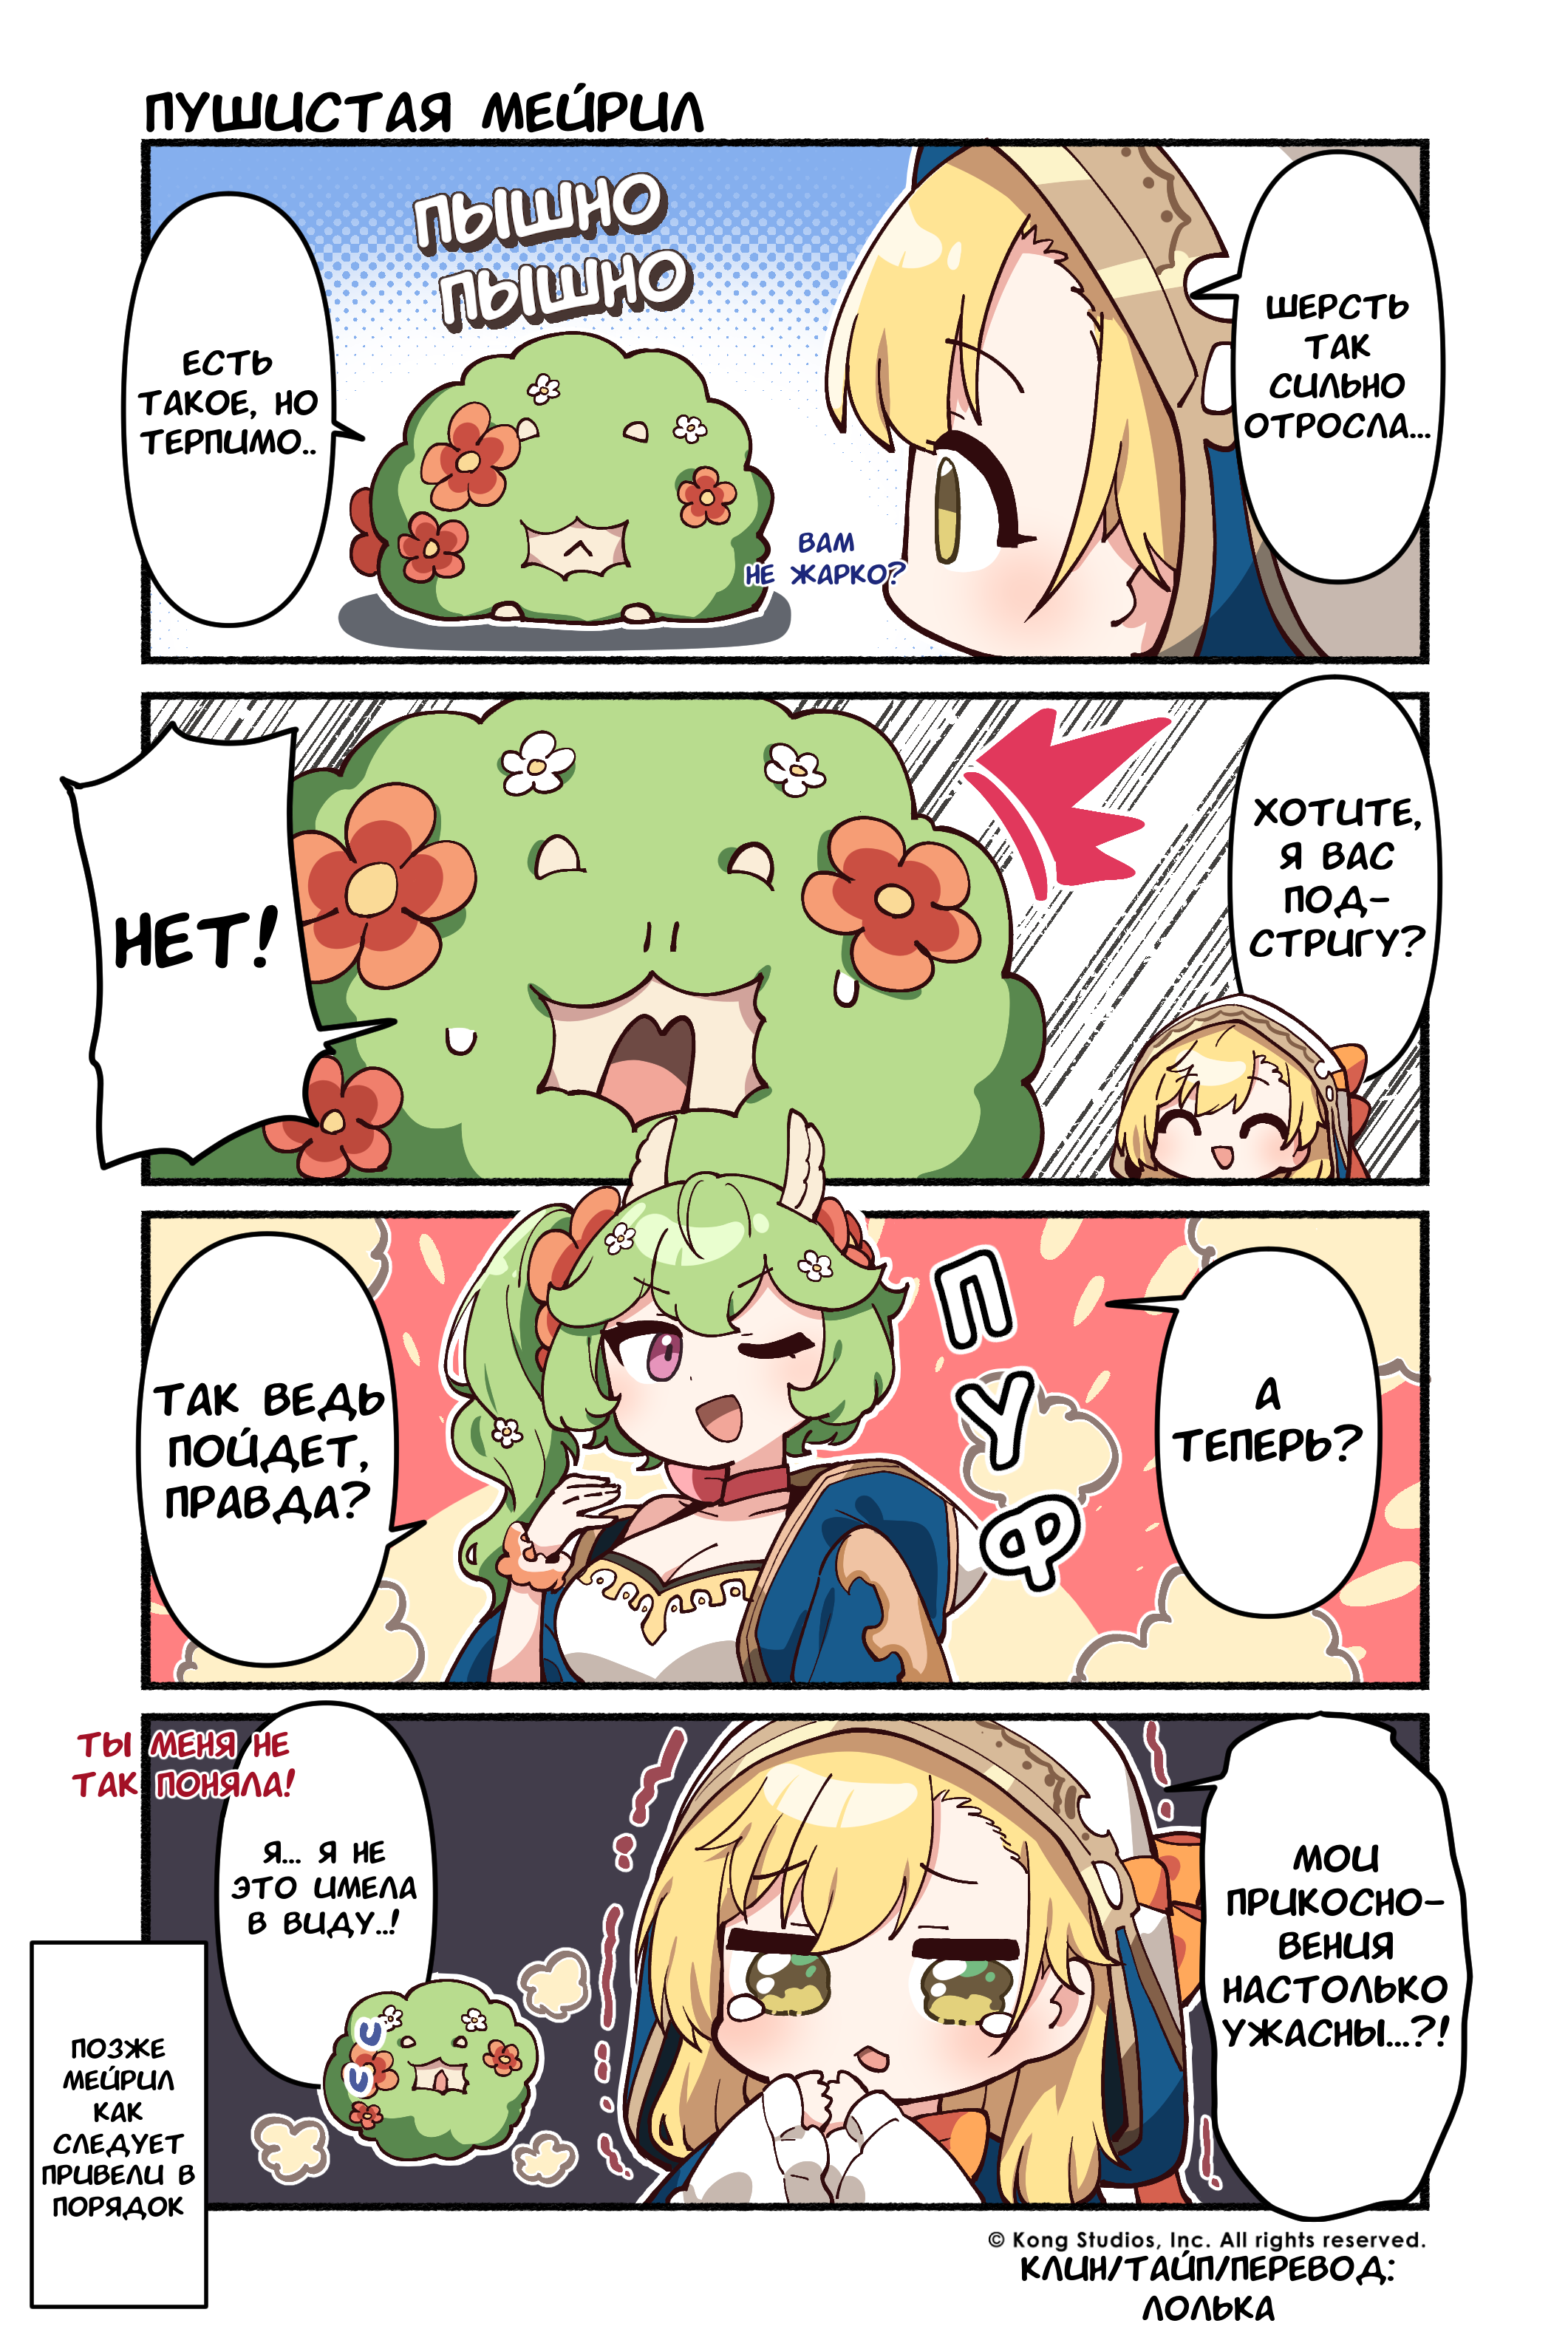 ПУШИСТАЯ МЕЙРИЛ
ШЕРСТЬ
ТАК
СИЛЬНО
ОТРОСЛА...
ПЫШНО
ПЫШНО
ЕСТЬ
ТАКОЕ, НО
ТЕРПИМО..
ВАМ
НЕ ЖАРКО?
ХОТИТЕ,
Я ВАС
ПОД-
СТРИГУ?
НЕТ!
А
ТЕПЕРЬ?
ПУФ
ТАК ВЕДЬ
ПОЙДЕТ,
ПРАВДА?
МОИ
ПРИКОСНО-
ВЕНИЯ
НАСТОЛЬКО
УЖАСНЫ...?!
ТЫ МЕНЯ НЕ
ТАК ПОНЯЛА!
Я... Я НЕ
ЭТО ИМЕЛА
В ВИДУ..!
ПОЗЖЕ
МЕЙРИЛ
КАК
СЛЕДУЕТ
ПРИВЕЛИ В
ПОРЯДОК
© Kong Studios, Inc. All rights reserved.
КЛИН/ТАЙП/ПЕРЕВОД:
ЛОЛЬКА